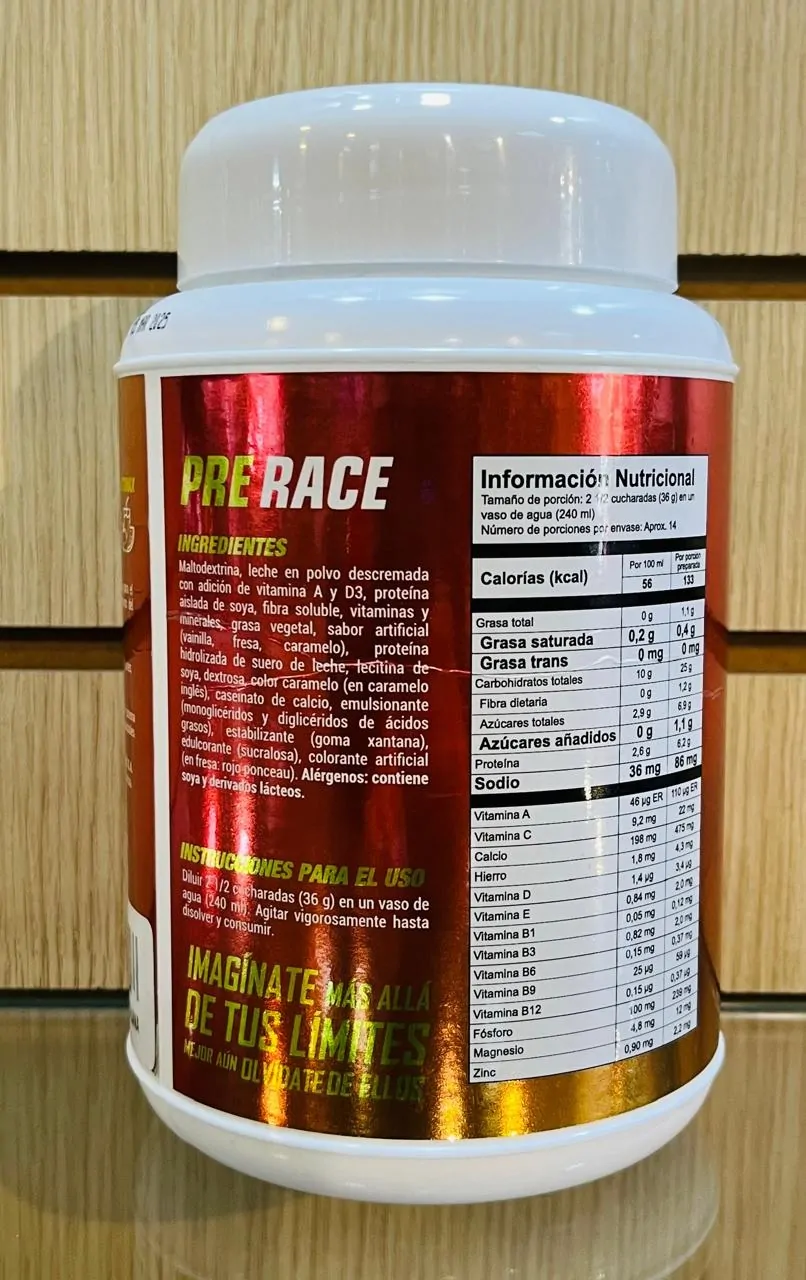 2025
PRE RACE
INGREDIENTES
Maltodextrina, leche en polvo descremada
con adición de vitamina A y D3, proteína
aislada de soya, fibra soluble, vitaminas y
minerales, grasa vegetal, sabor artificial
(vainilla, fresa, caramelo), proteína
hidrolizada de suero de leche, lecitina de
soya, dextrosa, color caramelo (en caramelo
inglés), caseinato de calcio, emulsionante
(monoglicéridos y diglicéridos de ácidos
grasos), estabilizante (goma xantana),
edulcorante (sucralosa), colorante artificial
(en fresa: rojo ponceau). Alérgenos: contiene
soya y derivados lácteos.
INSTRUCCIONES PARA EL USO
Diluir 2 1/2 cucharadas (36 g) en un vaso de
agua (240 ml). Agitar vigorosamente hasta
disolver y consumir.
IMAGÍNATE MÁS ALLÁ
DE TUS LÍMITES
MEJOR AÚN OLVÍDATE DE ELLOS
Información Nutricional
Tamaño de porción: 2 1/2 cucharadas (36 g) en un
vaso de agua (240 ml)
Número de porciones por envase: Aprox. 14
Por 100 ml Por porción preparada
Calorías (kcal) 56 133
Grasa total 0 g 1,1 g
Grasa saturada 0,2 g 0,4 g
Grasa trans 0 mg 0 mg
Carbohidratos totales 10 g 25 g
Fibra dietaria 0 g 1,2 g
Azúcares totales 2,9 g 6,9 g
Azúcares añadidos 0 g 1,1 g
Proteína 2,6 g 6,2 g
Sodio 36 mg 86 mg
Vitamina A 46 µg ER 110 µg ER
Vitamina C 9,2 mg 22 mg
Calcio 198 mg 475 mg
Hierro 1,8 mg 4,3 mg
Vitamina D 1,4 µg 3,4 µg
Vitamina E 0,84 mg 2,0 mg
Vitamina B1 0,05 mg 0,12 mg
Vitamina B3 0,82 mg 2,0 mg
Vitamina B6 0,15 mg 0,37 mg
Vitamina B9 25 µg 59 µg
Vitamina B12 0,15 µg 0,37 µg
Fósforo 100 mg 239 mg
Magnesio 4,8 mg 12 mg
Zinc 0,90 mg 2,2 mg